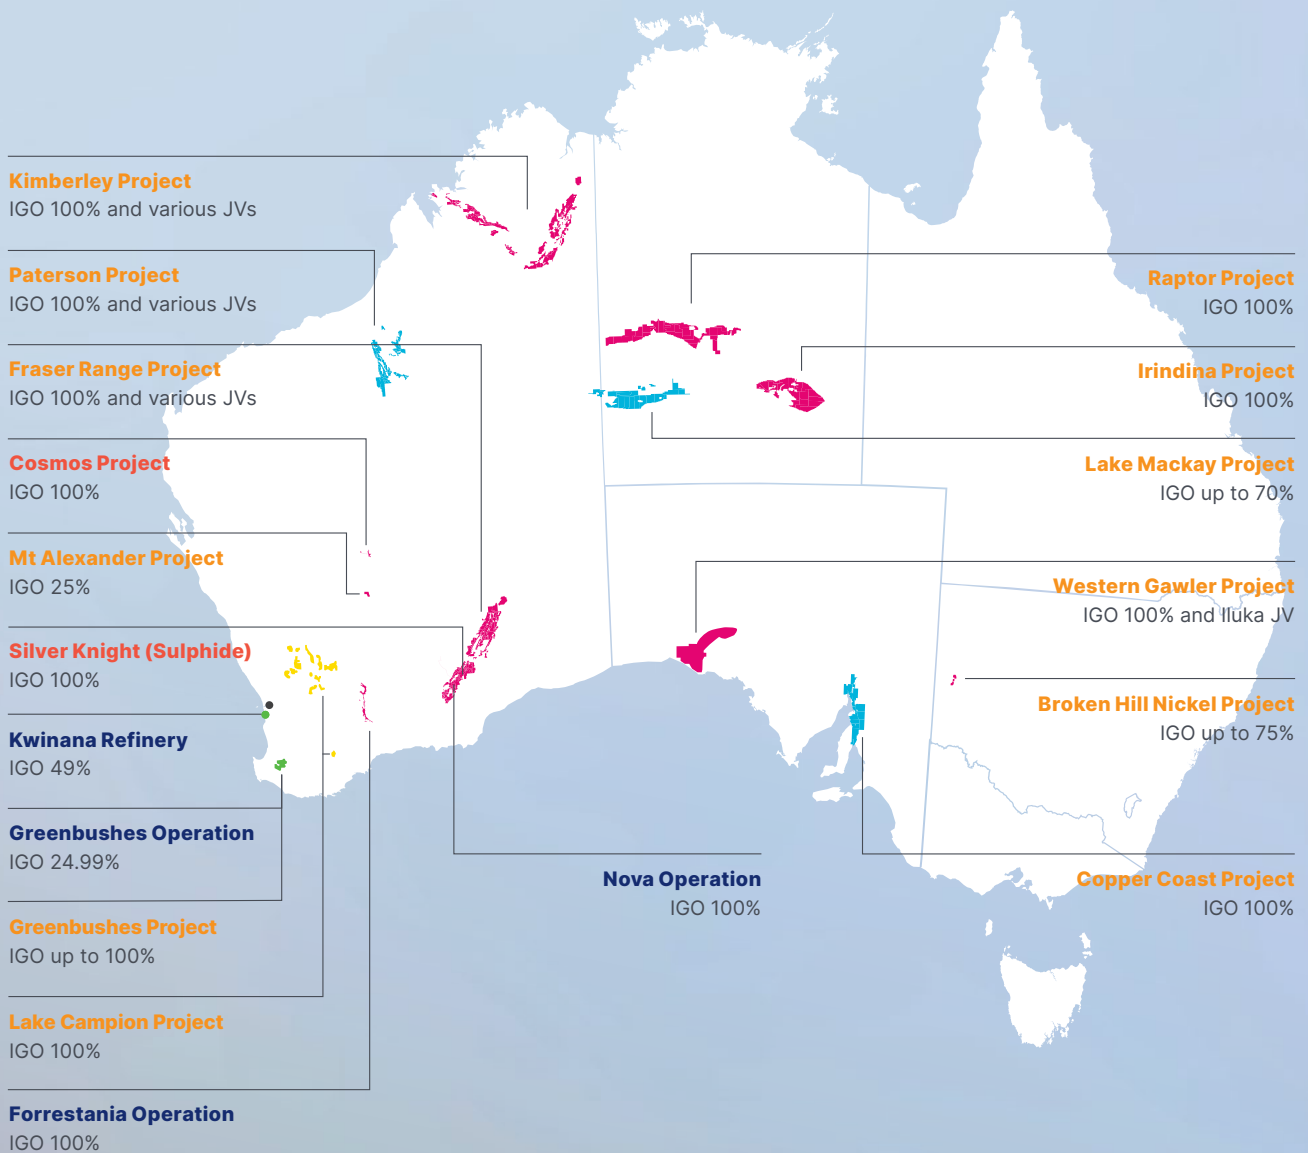 Kimberley Project
IGO 100% and various JVs
Paterson Project
IGO 100% and various JVs
Fraser Range Project
IGO 100% and various JVs
Cosmos Project
IGO 100%
Mt Alexander Project
IGO 25%
Silver Knight (Sulphide)
IGO 100%
Kwinana Refinery
IGO 49%
Greenbushes Operation
IGO 24.99%
Greenbushes Project
IGO up to 100%
Lake Campion Project
IGO 100%
Forrestania Operation
IGO 100%
Nova Operation
IGO 100%
Raptor Project
IGO 100%
Irindina Project
IGO 100%
Lake Mackay Project
IGO up to 70%
Western Gawler Project
IGO 100% and Iluka JV
Broken Hill Nickel Project
IGO up to 75%
Copper Coast Project
IGO 100%